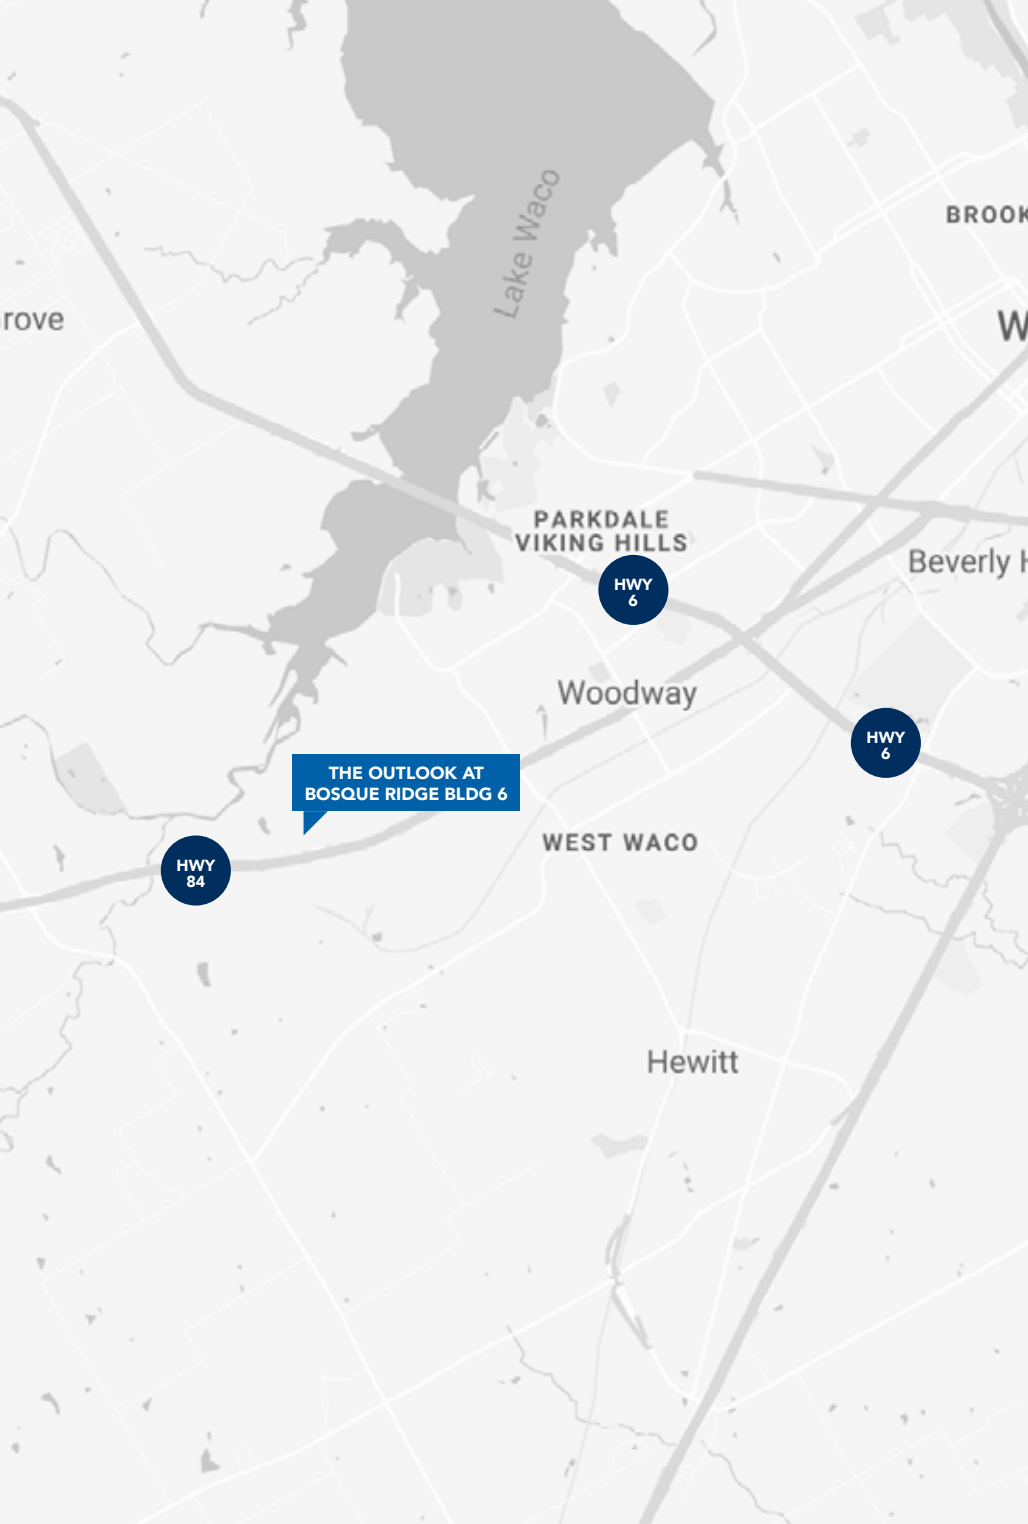 Lake Waco
BROOK
rove
W
PARKDALE
VIKING HILLS
Beverly H
HWY
6
Woodway
HWY
6
THE OUTLOOK AT
BOSQUE RIDGE BLDG 6
WEST WACO
HWY
84
Hewitt